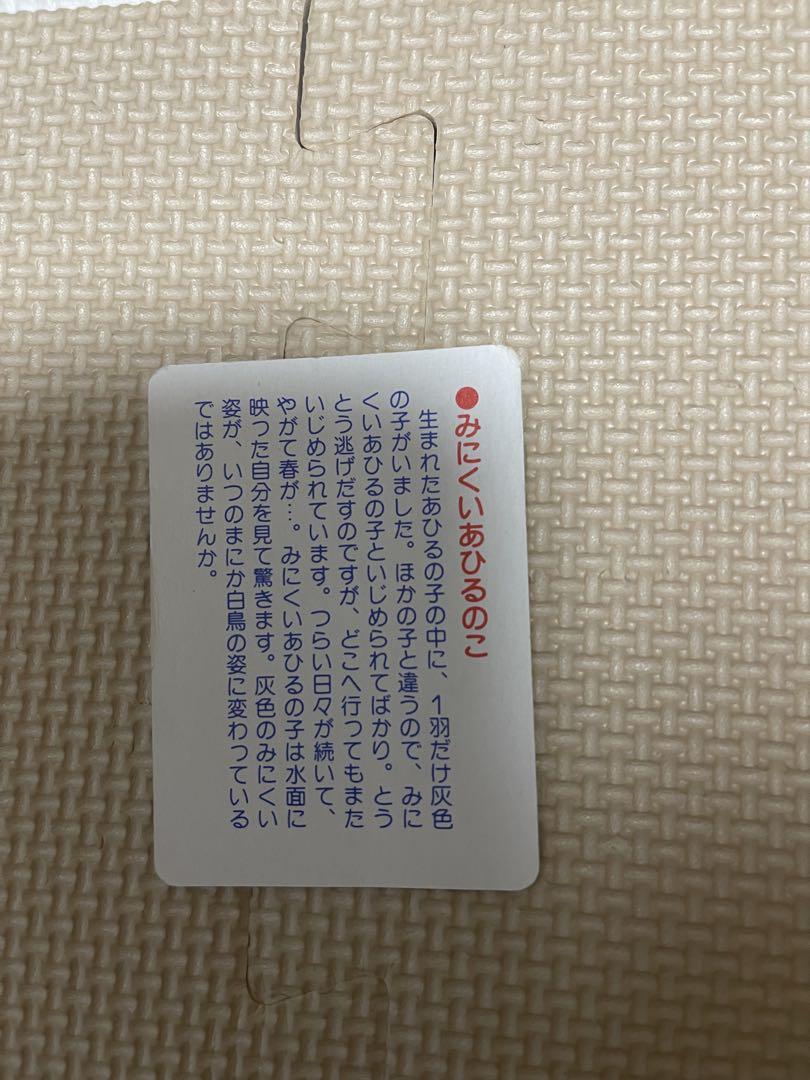 ●みにくいあひるのこ
生まれたあひるの子の中に、1羽だけ灰色
の子がいました。ほかの子と違うので、みに
くいあひるの子といじめられてばかり。とう
とう逃げだすのですが、どこへ行ってもまた
いじめられています。つらい日々が続いて、
やがて春が…。みにくいあひるの子は水面に
映った自分を見て驚きます。灰色のみにくい
姿が、いつのまにか白鳥の姿に変わっている
ではありませんか。